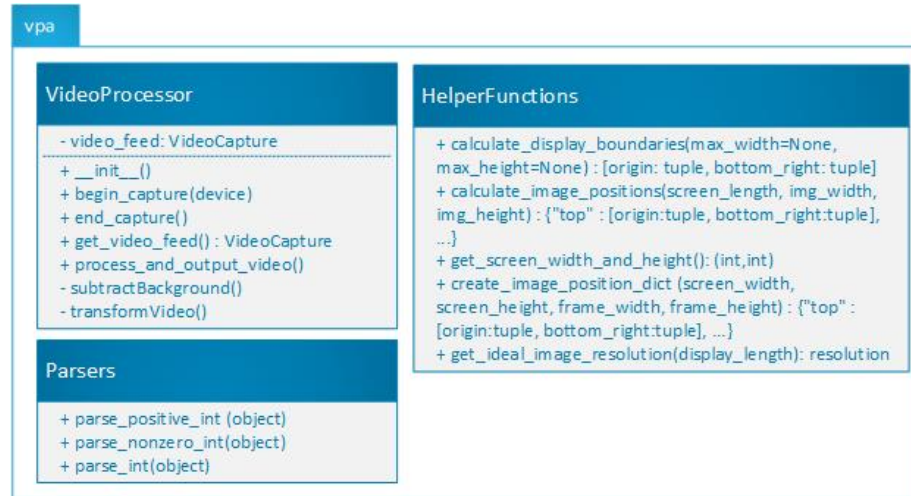 vpa
VideoProcessor
- video_feed: VideoCapture
+ __init__()
+ begin_capture(device)
+ end_capture()
+ get_video_feed() : VideoCapture
+ process_and_output_video()
- subtractBackground()
- transformVideo()
Parsers
+ parse_positive_int (object)
+ parse_nonzero_int(object)
+ parse_int(object)
HelperFunctions
+ calculate_display_boundaries(max_width=None,
max_height=None) : [origin: tuple, bottom_right: tuple]
+ calculate_image_positions(screen_length, img_width,
img_height) : {"top" : [origin:tuple, bottom_right:tuple],
...}
+ get_screen_width_and_height(): (int,int)
+ create_image_position_dict (screen_width,
screen_height, frame_width, frame_height) : {"top" :
[origin:tuple, bottom_right:tuple], ...}
+ get_ideal_image_resolution(display_length): resolution